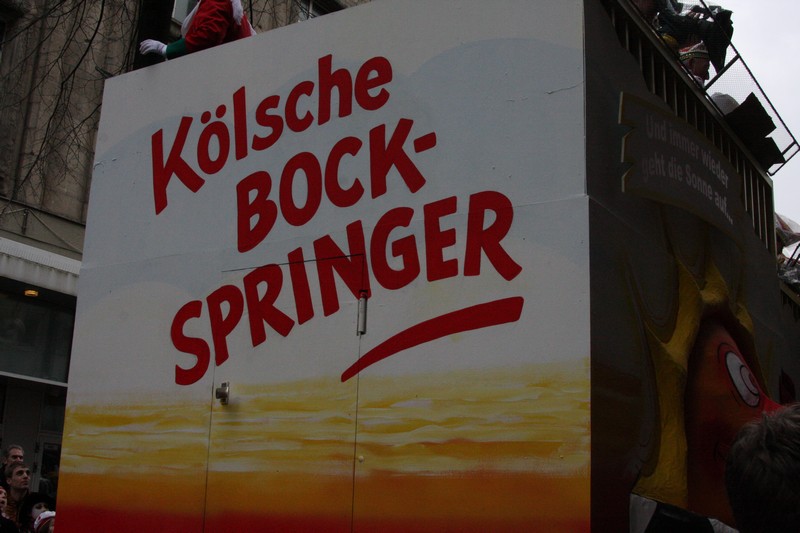 Kölsche
BOCK-
SPRINGER
Und immer wieder
geht die Sonne auf...